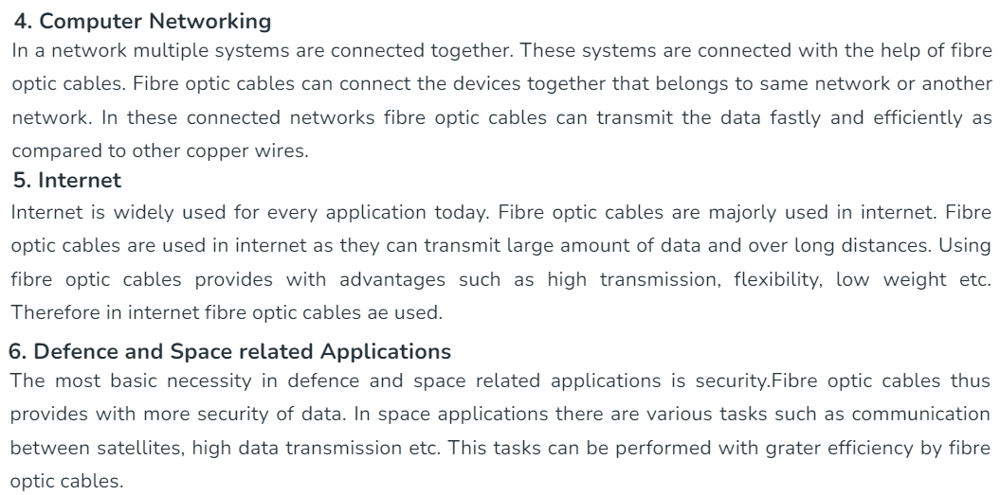 4. Computer Networking
In a network multiple systems are connected together. These systems are connected with the help of fibre
optic cables. Fibre optic cables can connect the devices together that belongs to same network or another
network. In these connected networks fibre optic cables can transmit the data fastly and efficiently as
compared to other copper wires.
5. Internet
Internet is widely used for every application today. Fibre optic cables are majorly used in internet. Fibre
optic cables are used in internet as they can transmit large amount of data and over long distances. Using
fibre optic cables provides with advantages such as high transmission, flexibility, low weight etc.
Therefore in internet fibre optic cables ae used.
6. Defence and Space related Applications
The most basic necessity in defence and space related applications is security.Fibre optic cables thus
provides with more security of data. In space applications there are various tasks such as communication
between satellites, high data transmission etc. This tasks can be performed with grater efficiency by fibre
optic cables.